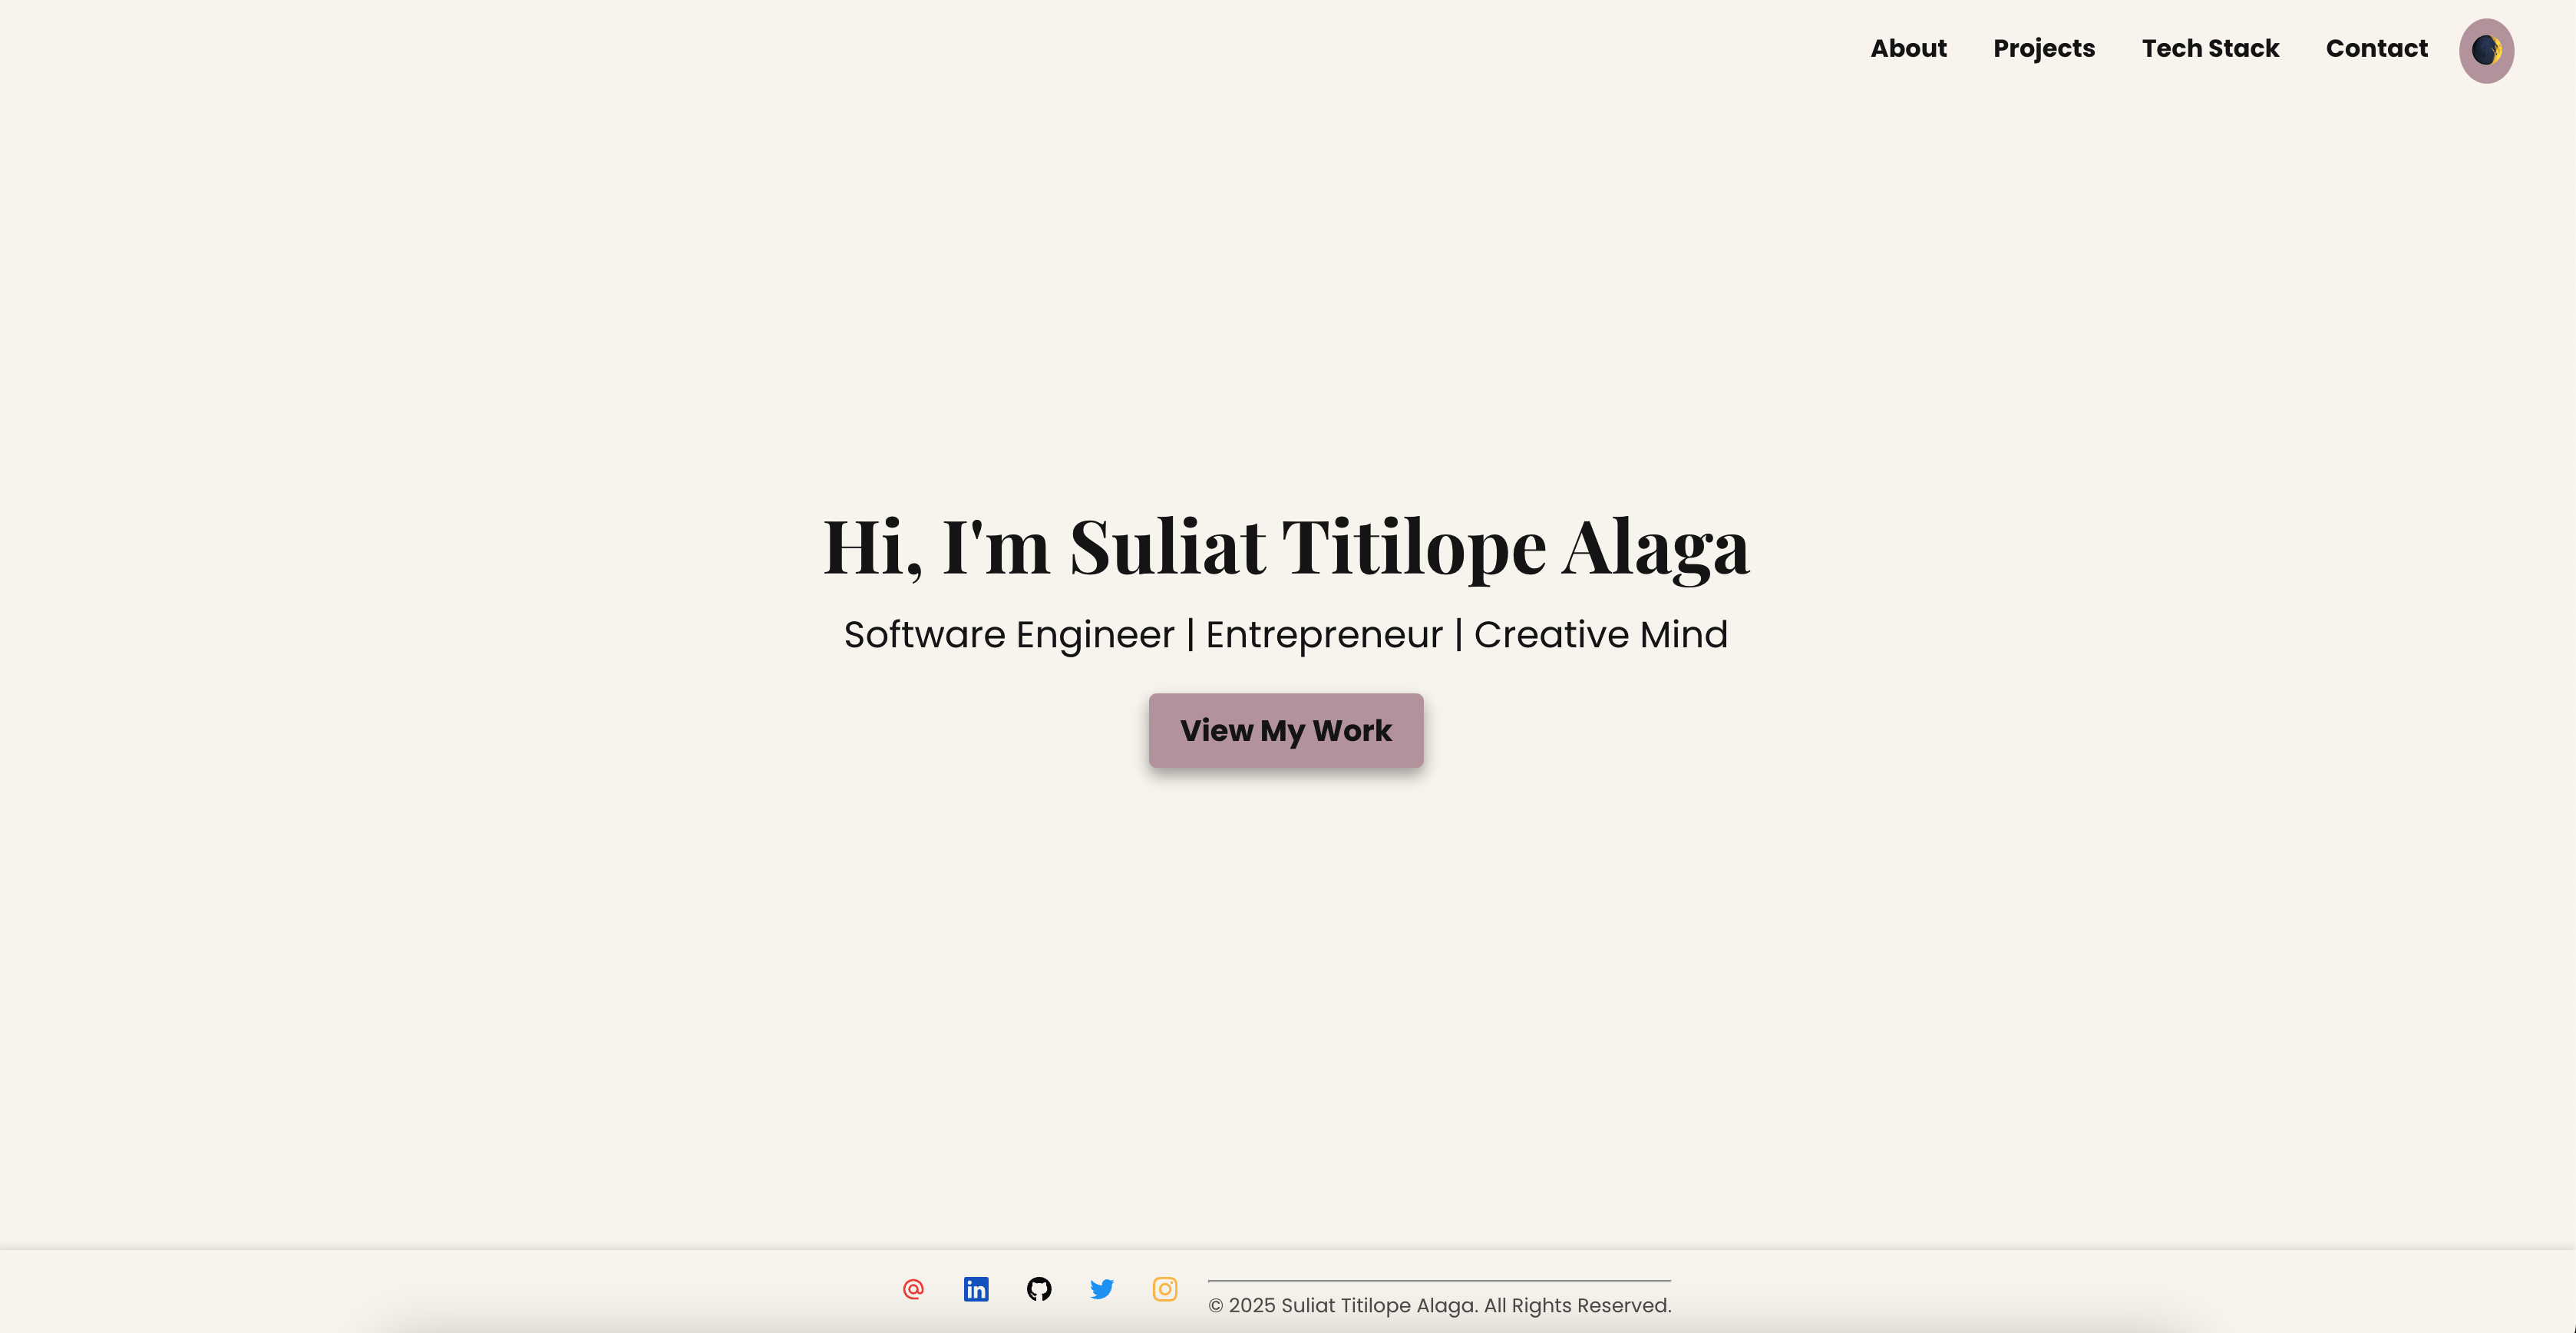 About Projects Tech Stack Contact
Hi, I'm Suliat Titilope Alaga
Software Engineer | Entrepreneur | Creative Mind
View My Work
© 2025 Suliat Titilope Alaga. All Rights Reserved.